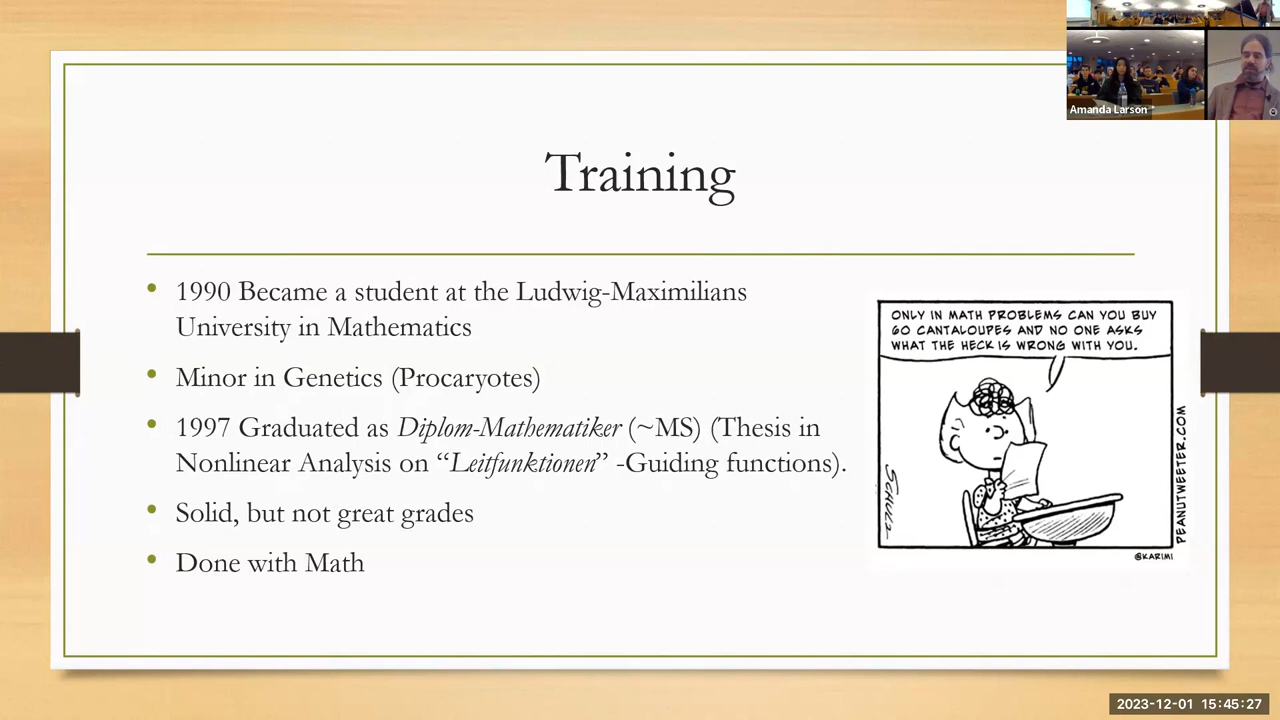 Amanda Larson
Training
• 1990 Became a student at the Ludwig-Maximilians
University in Mathematics
• Minor in Genetics (Procaryotes)
• 1997 Graduated as Diplom-Mathematiker (~MS) (Thesis in
Nonlinear Analysis on “Leitfunktionen” -Guiding functions).
• Solid, but not great grades
• Done with Math
ONLY IN MATH PROBLEMS CAN YOU BUY
60 CANTALOUPES AND NO ONE ASKS
WHAT THE HECK IS WRONG WITH YOU.
SCHULZ
PEANUTWEETER.COM
@KARIMI
2023-12-01 15:45:27